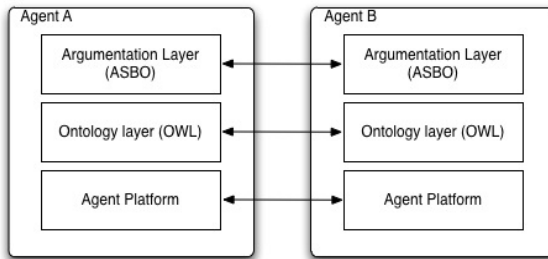 Agent A
Argumentation Layer
(ASBO)
Ontology layer (OWL)
Agent Platform
Agent B
Argumentation Layer
(ASBO)
Ontology layer (OWL)
Agent Platform